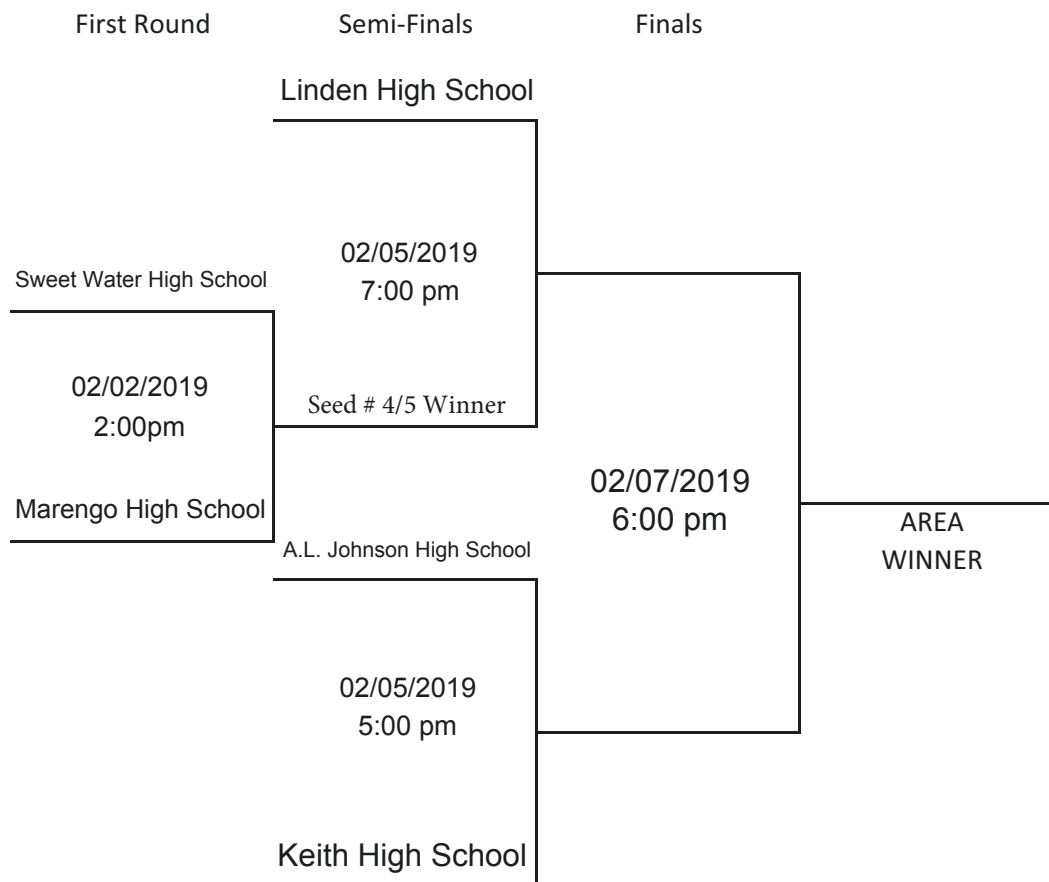 First Round
Semi-Finals
Finals
Linden High School
02/05/2019
7:00 pm
Sweet Water High School
02/02/2019
2:00pm
Seed # 4/5 Winner
Marengo High School
A.L. Johnson High School
02/07/2019
6:00 pm
AREA
WINNER
02/05/2019
5:00 pm
Keith High School